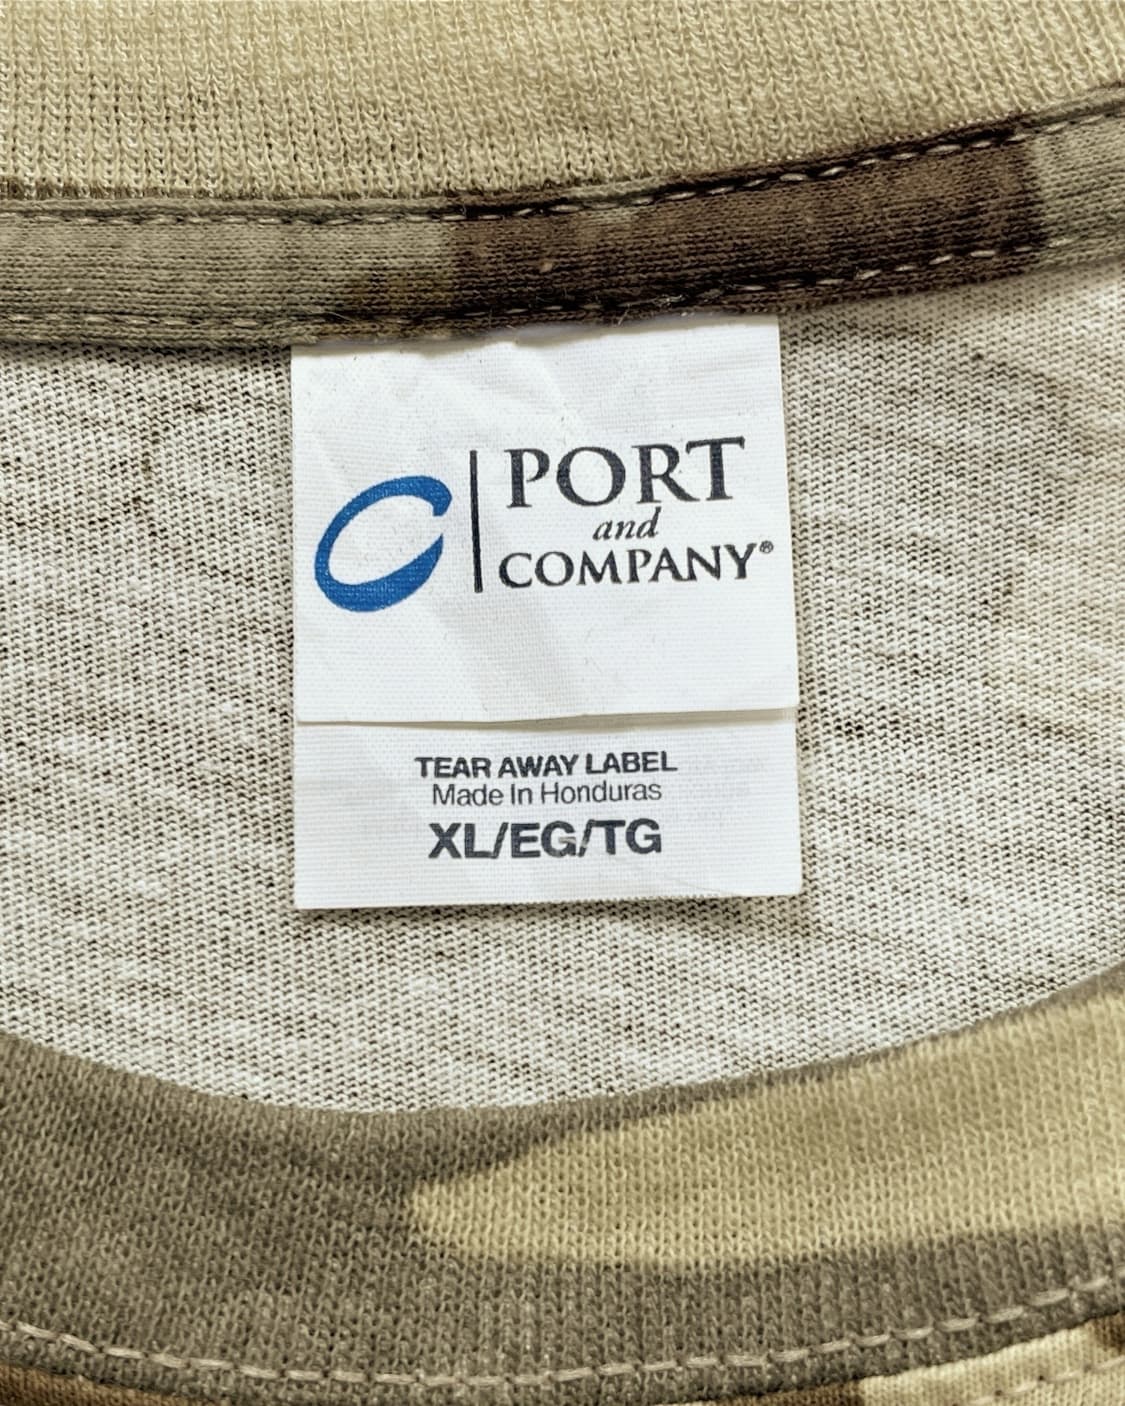 PORT
and
COMPANY®
TEAR AWAY LABEL
Made In Honduras
XL/EG/TG